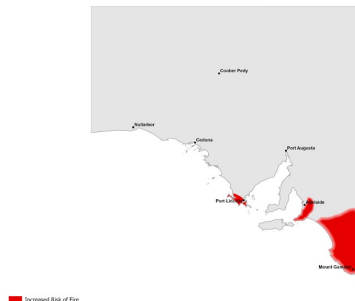 Coober Pedy
Nullarbor
Ceduna
Port Augusta
Port Lincoln
Adelaide
Mount Gambier
Increased Risk of Fire